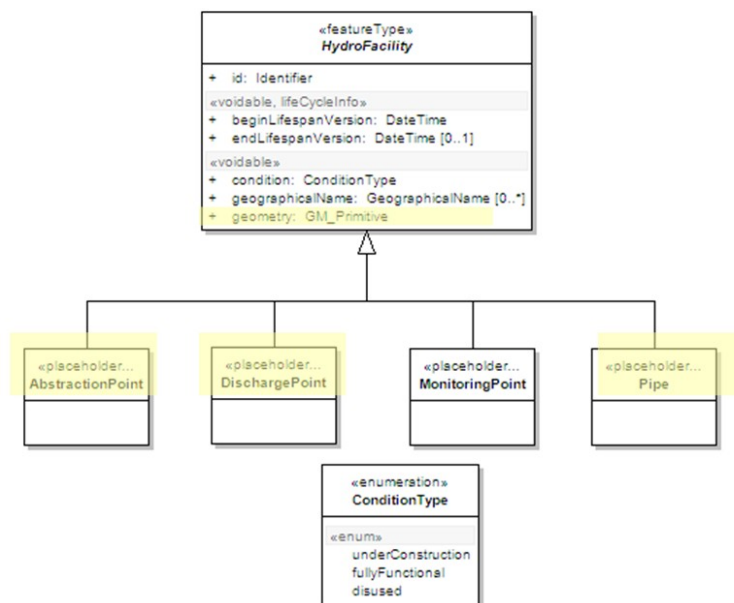 «featureType»
HydroFacility
+ id: Identifier
«voidable, lifeCycleInfo»
+ beginLifespanVersion: DateTime
+ endLifespanVersion: DateTime [0..1]
«voidable»
+ condition: ConditionType
+ geographicalName: GeographicalName [0..*]
+ geometry: GM_Primitive
«placeholder...
AbstractionPoint
«placeholder...
DischargePoint
«placeholder...
MonitoringPoint
«placeholder...
Pipe
«enumeration»
ConditionType
«enum»
underConstruction
fullyFunctional
disused